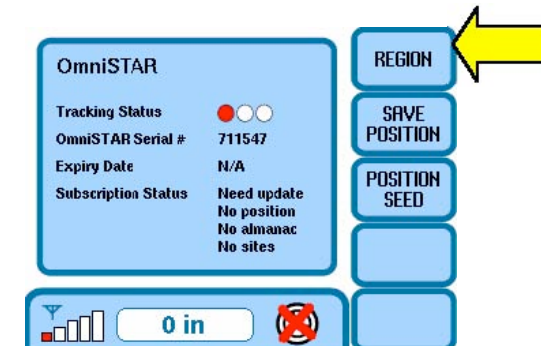 OmniSTAR
Tracking Status
OmniSTAR Serial # 711547
Expiry Date N/A
Subscription Status Need update
No position
No almanac
No sites
REGION
SAVE
POSITION
POSITION
SEED
0 in